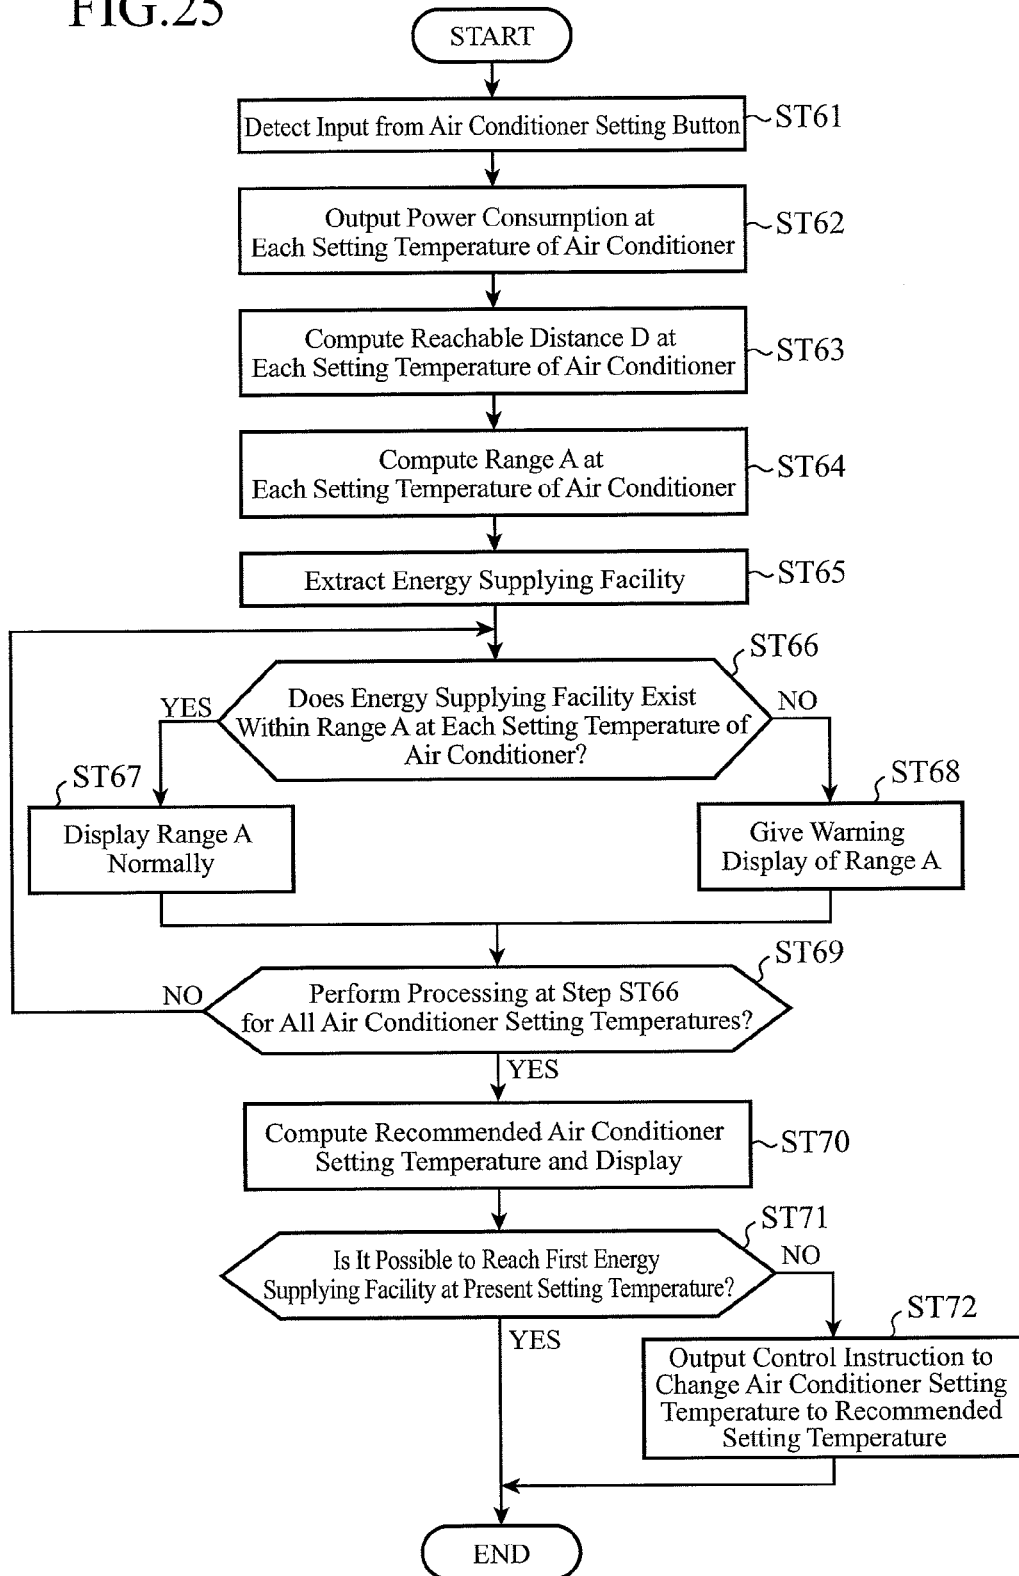 FIG.25
START
Detect Input from Air Conditioner Setting Button
ST61
Output Power Consumption at
Each Setting Temperature of Air Conditioner
ST62
Compute Reachable Distance D at
Each Setting Temperature of Air Conditioner
ST63
Compute Range A at
Each Setting Temperature of Air Conditioner
ST64
Extract Energy Supplying Facility
ST65
ST66
Does Energy Supplying Facility Exist
Within Range A at Each Setting Temperature of
Air Conditioner?
YES
NO
ST67
Display Range A
Normally
ST68
Give Warning
Display of Range A
ST69
Perform Processing at Step ST66
for All Air Conditioner Setting Temperatures?
NO
YES
Compute Recommended Air Conditioner
Setting Temperature and Display
ST70
ST71
Is It Possible to Reach First Energy
Supplying Facility at Present Setting Temperature?
NO
YES
ST72
Output Control Instruction to
Change Air Conditioner Setting
Temperature to Recommended
Setting Temperature
END